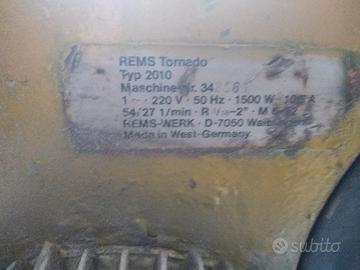 REMS Tornado
Typ 2010
Maschine-Nr.
1 ~ 220 V · 50 Hz · 1500 W
54/27 1/min · R
REMS-WERK · D-7050
Made in West-Germany
subito